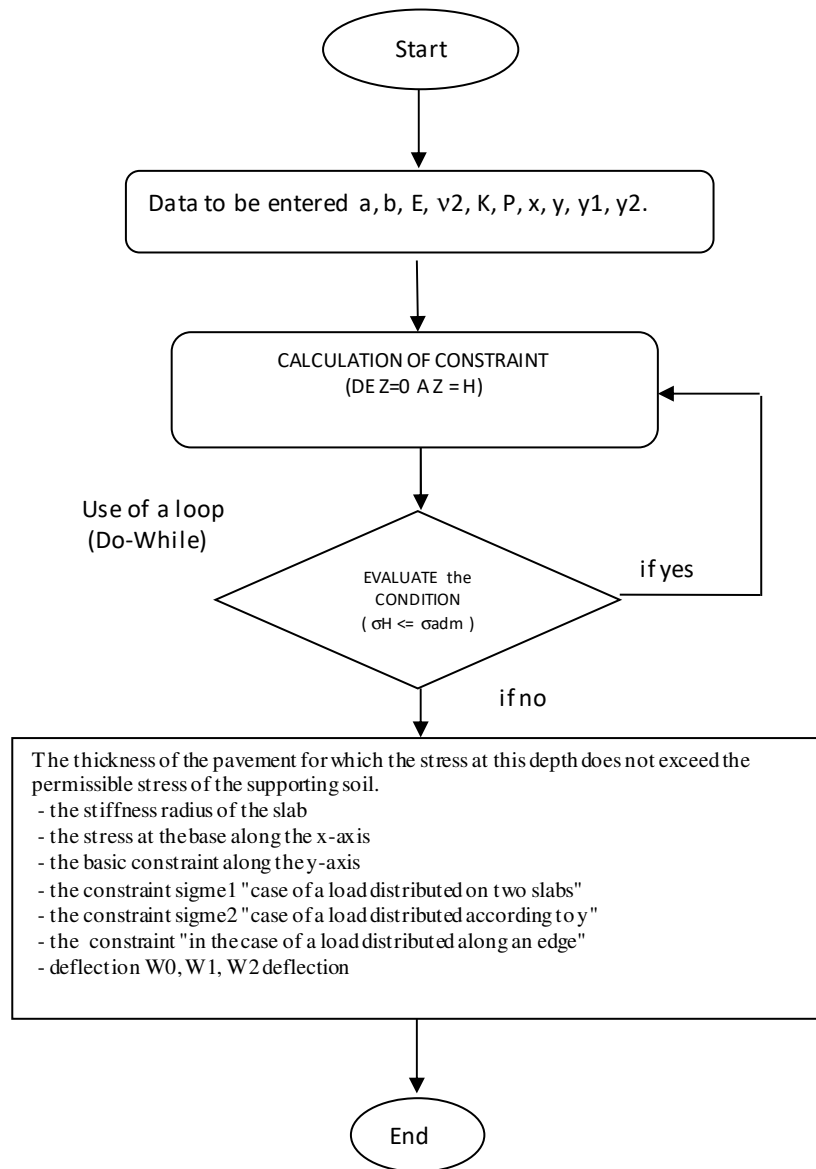 Start
Data to be entered a, b, E, ν2, K, P, x, y, y1, y2.
CALCULATION OF CONSTRAINT
(DE Z=0 A Z = H)
Use of a loop
(Do-While)
EVALUATE the
CONDITION
( σH <= σadm )
if yes
if no
The thickness of the pavement for which the stress at this depth does not exceed the
permissible stress of the supporting soil.
- the stiffness radius of the slab
- the stress at the base along the x-axis
- the basic constraint along the y-axis
- the constraint sigme1 "case of a load distributed on two slabs"
- the constraint sigme2 "case of a load distributed according to y"
- the constraint "in the case of a load distributed along an edge"
- deflection W0, W1, W2 deflection
End